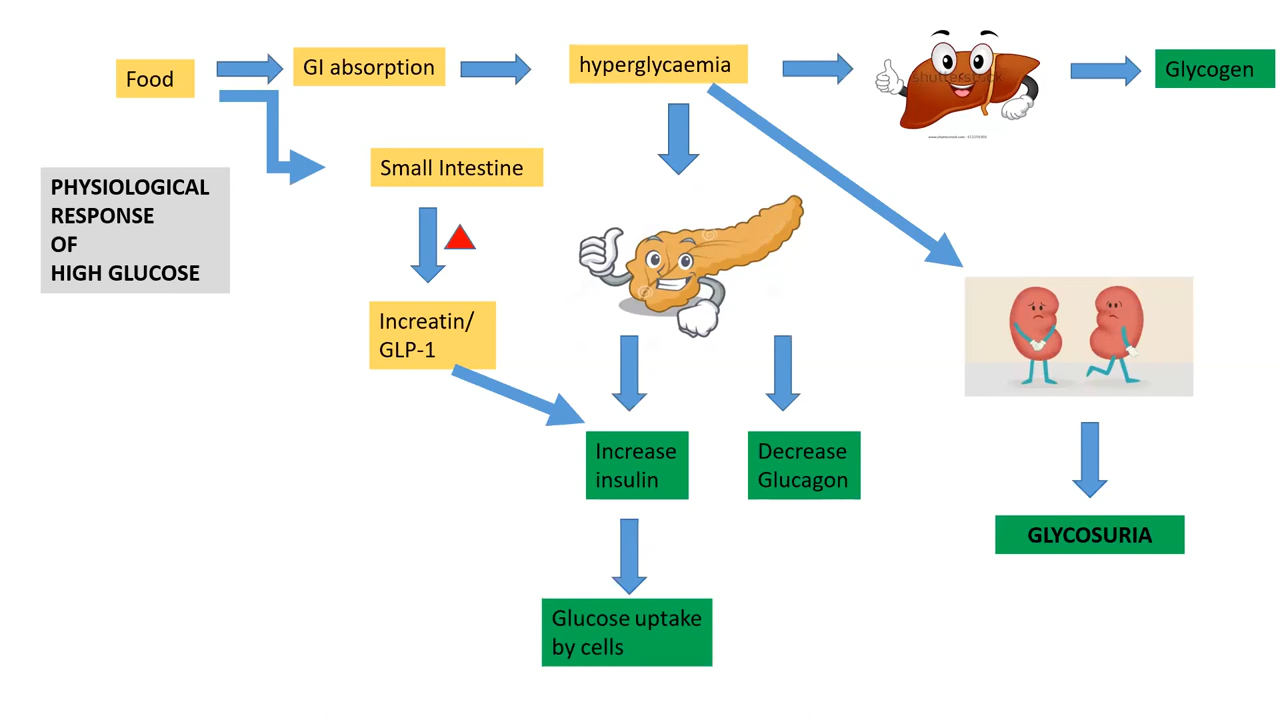 Food
GI absorption
hyperglycaemia
shutterstock
Glycogen
Small Intestine
PHYSIOLOGICAL
RESPONSE
OF
HIGH GLUCOSE
Increatin/
GLP-1
Increase
insulin
Decrease
Glucagon
GLYCOSURIA
Glucose uptake
by cells